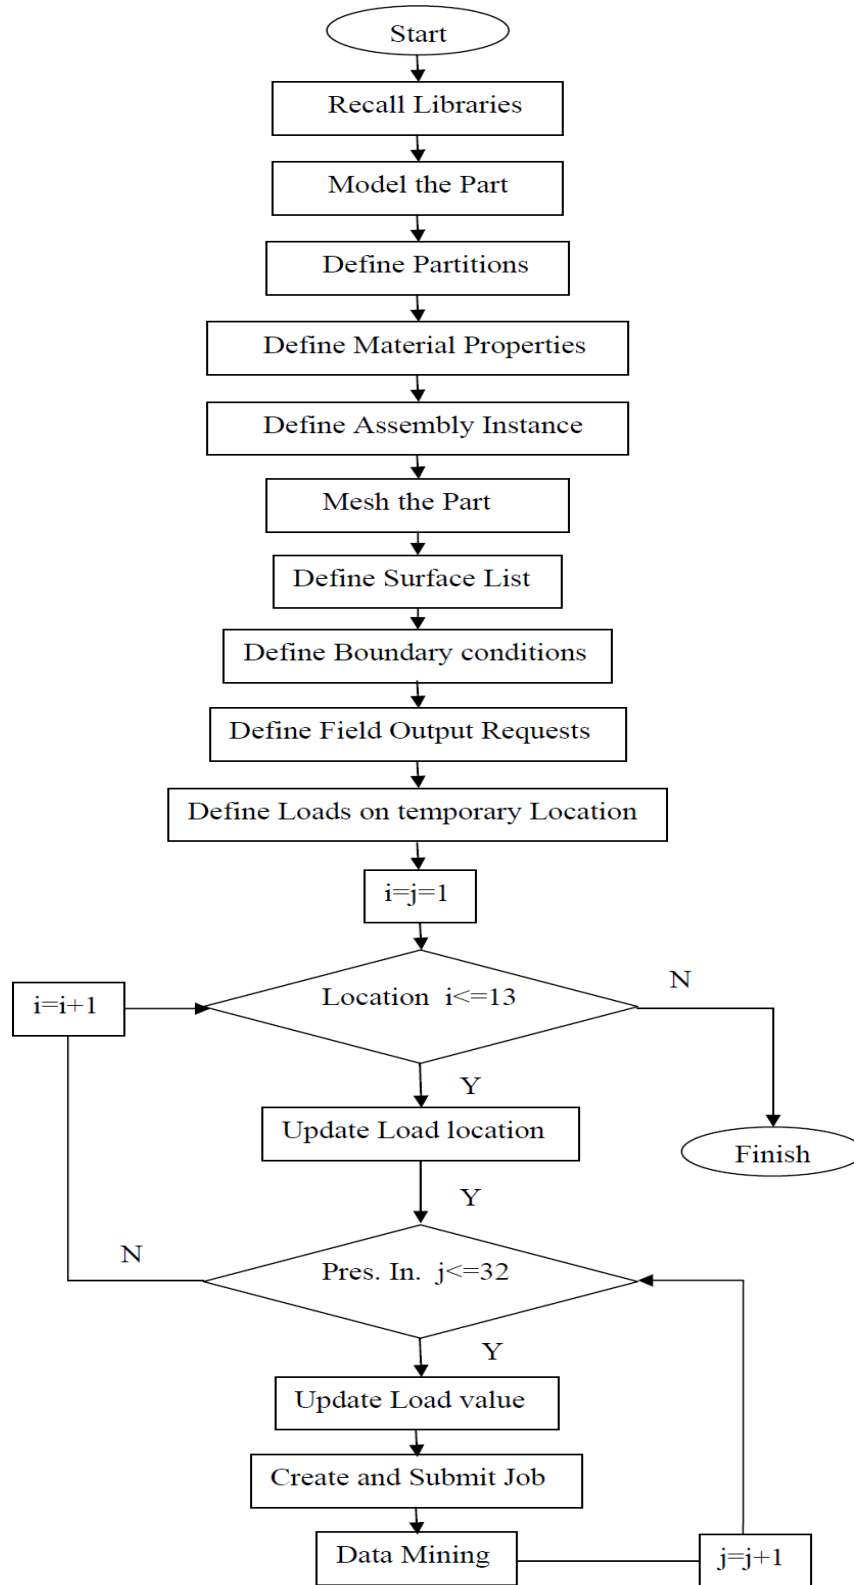 Start
Recall Libraries
Model the Part
Define Partitions
Define Material Properties
Define Assembly Instance
Mesh the Part
Define Surface List
Define Boundary conditions
Define Field Output Requests
Define Loads on temporary Location
i=j=1
Location i<=13
N
i=i+1
Y
Update Load location
Finish
Y
N
Pres. In. j<=32
Y
Update Load value
Create and Submit Job
Data Mining
j=j+1